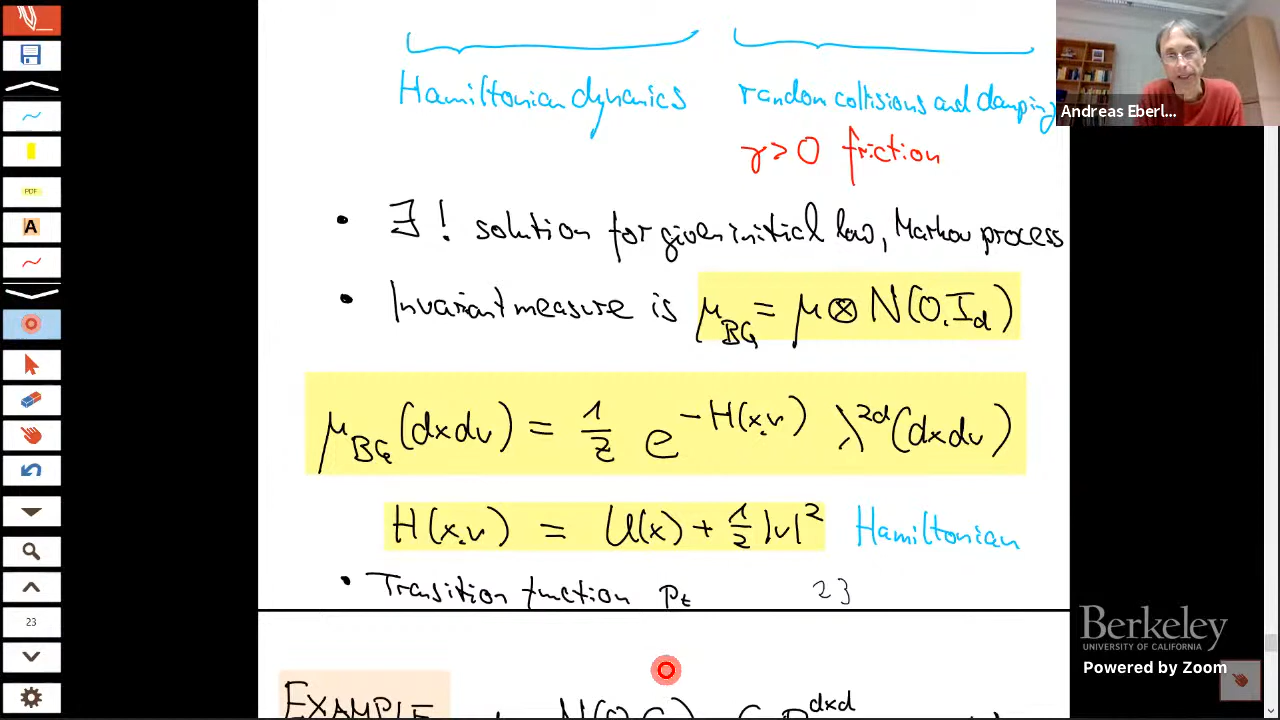 Hamiltonian dynamics random collisions and damping
γ > 0 friction
• ∃! solution for given initial law, Markov process
• Invariant measure is μ_BG = μ ⊗ N(0, I_d)
μ_BG(dx dv) = 1/Z e^{-H(x,v)} λ^{2d}(dx dv)
H(x,v) = U(x) + 1/2 |v|² Hamiltonian
• Transition function p_t 23
EXAMPLE
Andreas Eberl...
PDF
A
23
Berkeley
UNIVERSITY OF CALIFORNIA
Powered by Zoom